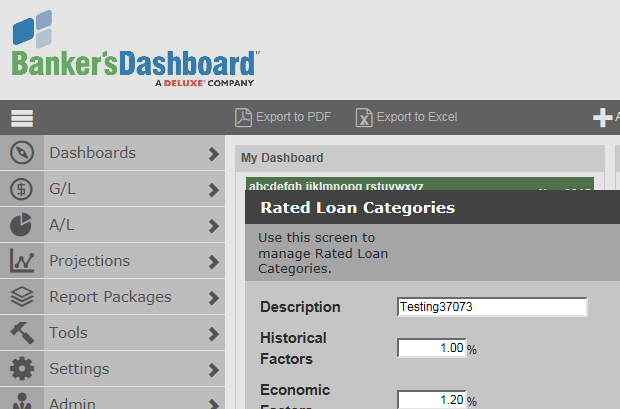 Banker'sDashboard™
A DELUXE® COMPANY
Export to PDF
Export to Excel
Dashboards
G/L
A/L
Projections
Report Packages
Tools
Settings
Admin
My Dashboard
abcdefgh ijklmnopq rstuvwxyz
Rated Loan Categories
Use this screen to
manage Rated Loan
Categories.
Description
Testing37073
Historical
Factors
1.00 %
Economic
1.20 %